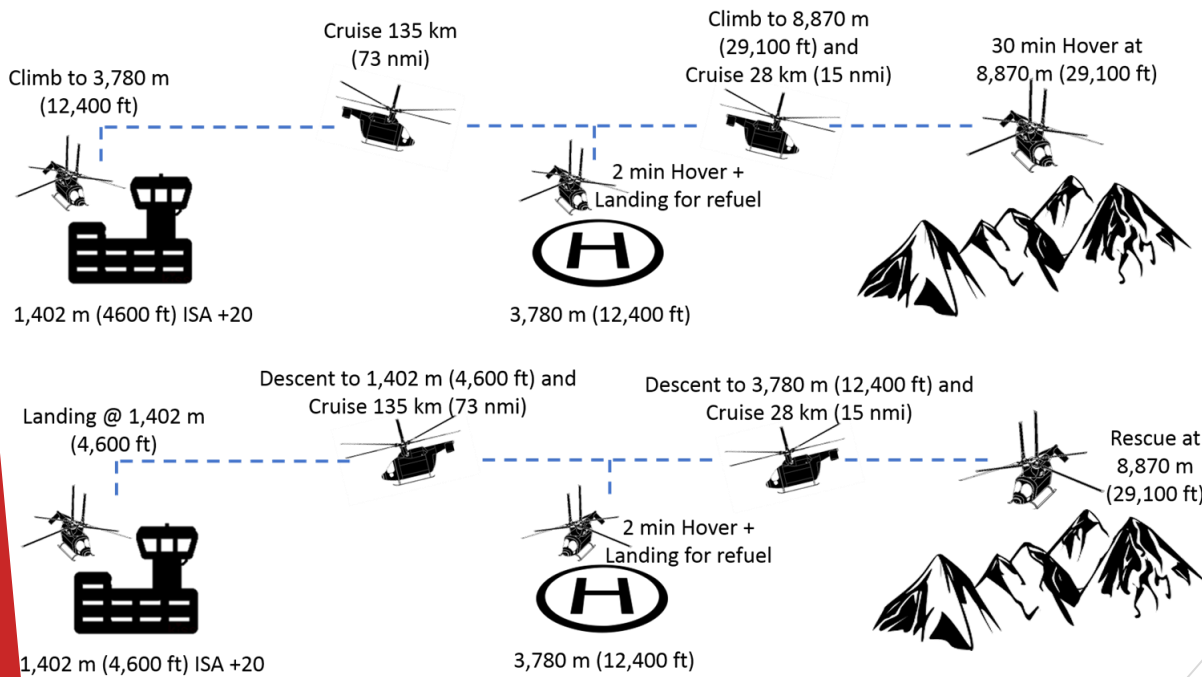 Climb to 3,780 m
(12,400 ft)
Cruise 135 km
(73 nmi)
Climb to 8,870 m
(29,100 ft) and
Cruise 28 km (15 nmi)
30 min Hover at
8,870 m (29,100 ft)
2 min Hover +
Landing for refuel
1,402 m (4600 ft) ISA +20
3,780 m (12,400 ft)
Landing @ 1,402 m
(4,600 ft)
Descent to 1,402 m (4,600 ft) and
Cruise 135 km (73 nmi)
Descent to 3,780 m (12,400 ft) and
Cruise 28 km (15 nmi)
Rescue at
8,870 m
(29,100 ft)
2 min Hover +
Landing for refuel
1,402 m (4,600 ft) ISA +20
3,780 m (12,400 ft)